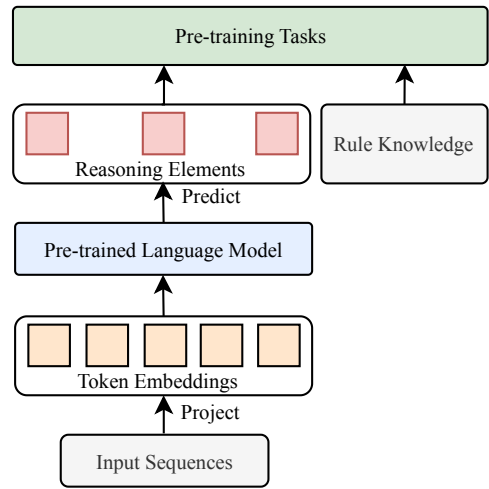 Pre-training Tasks
Rule Knowledge
Reasoning Elements
Predict
Pre-trained Language Model
Token Embeddings
Project
Input Sequences